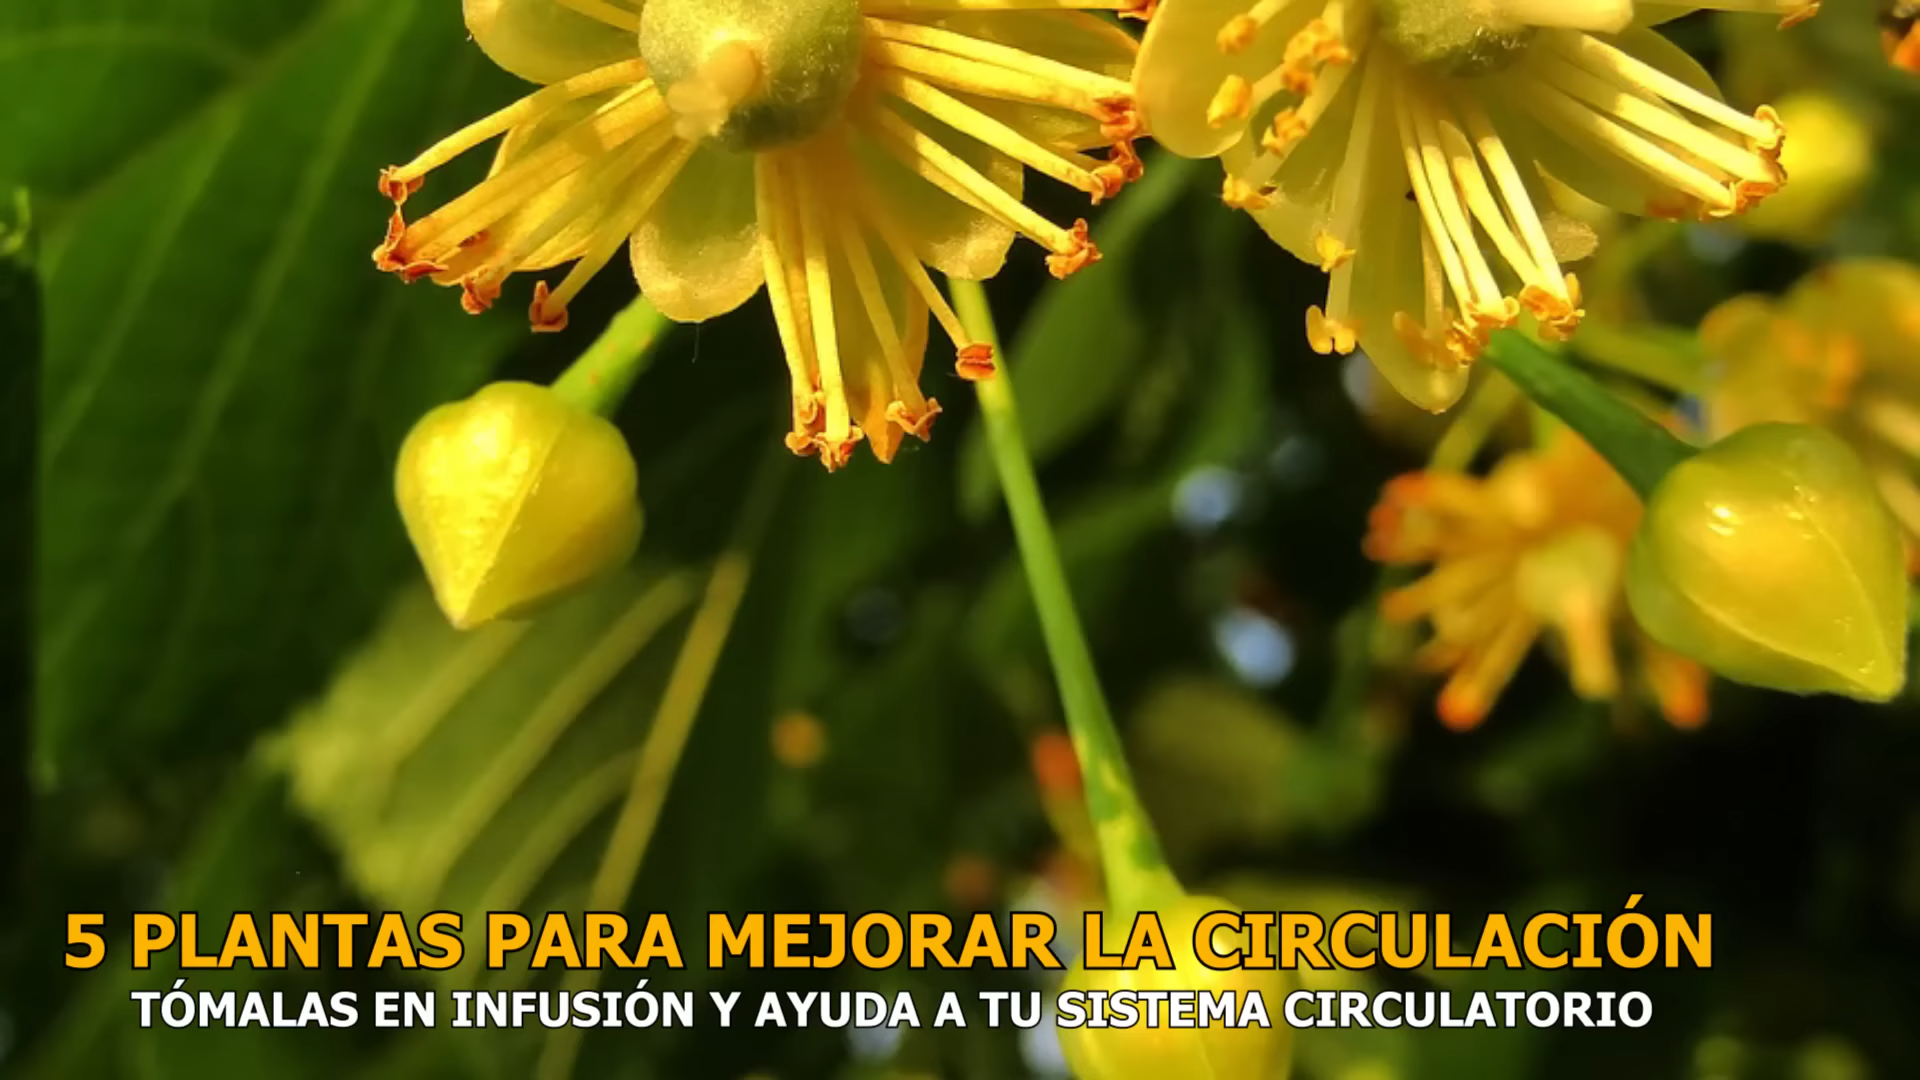 5 PLANTAS PARA MEJORAR LA CIRCULACIÓN
TÓMALAS EN INFUSIÓN Y AYUDA A TU SISTEMA CIRCULATORIO